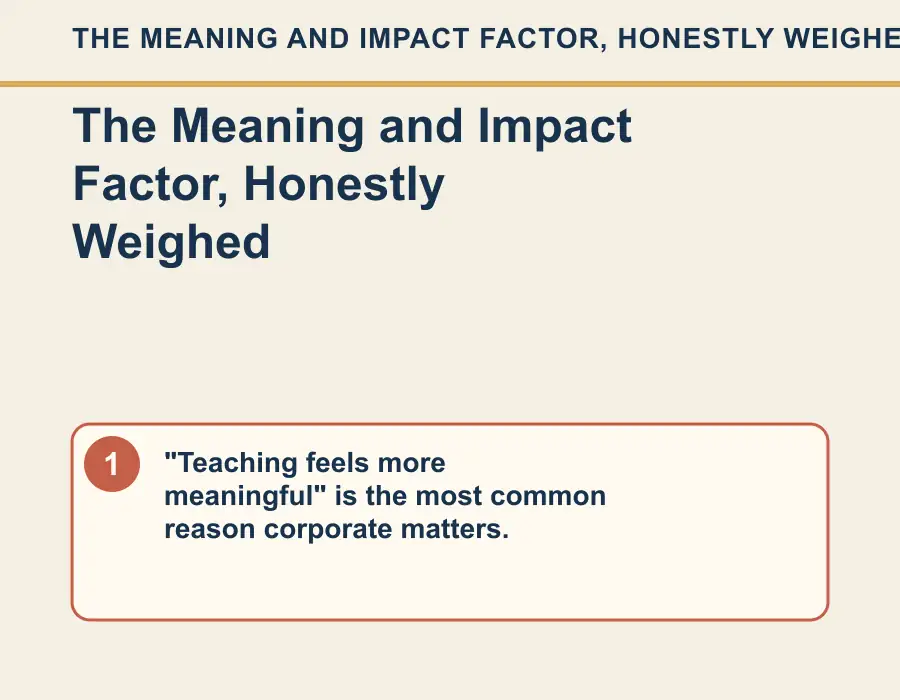 THE MEANING AND IMPACT FACTOR, HONESTLY WEIGHE
The Meaning and Impact
Factor, Honestly
Weighed
1
"Teaching feels more
meaningful" is the most common
reason corporate matters.